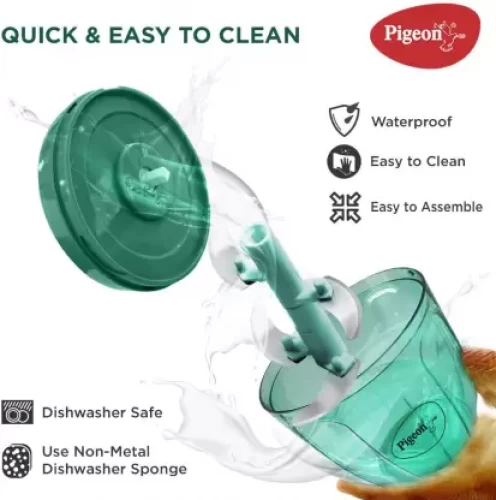 QUICK & EASY TO CLEAN
Pigeon
Waterproof
Easy to Clean
Easy to Assemble
Pigeon
Dishwasher Safe
Use Non-Metal
Dishwasher Sponge